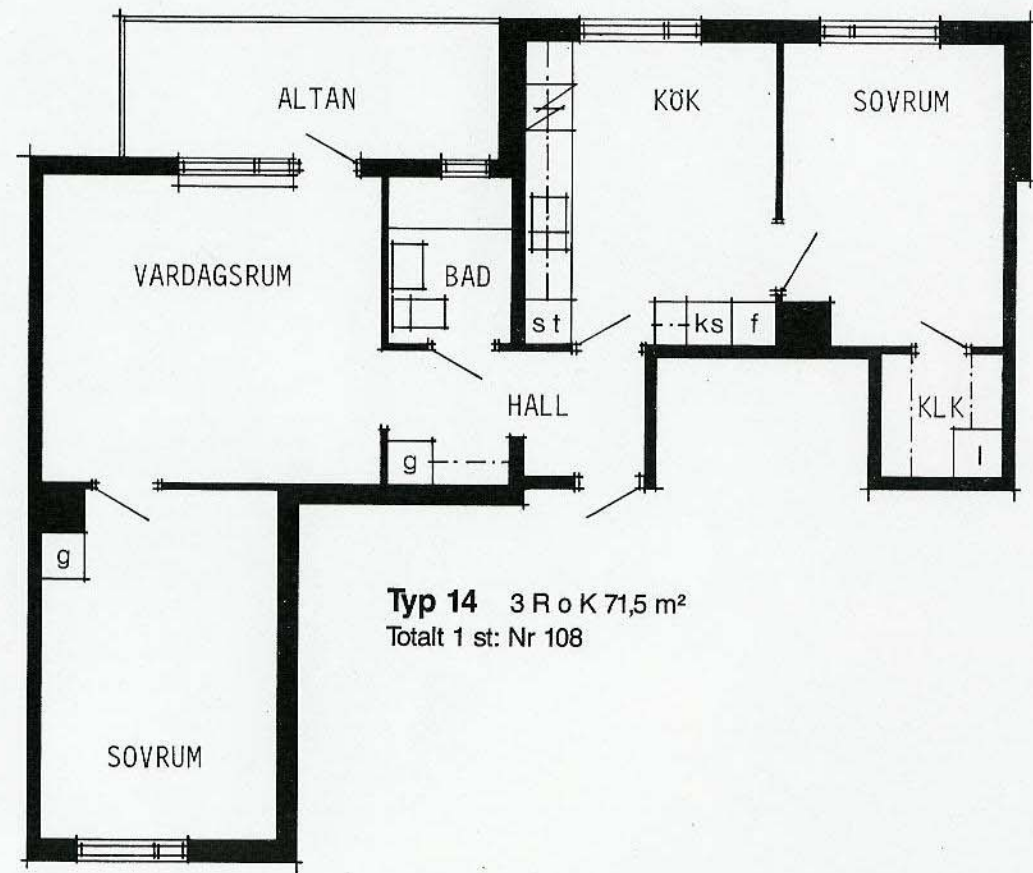 ALTAN
KÖK
SOVRUM
VARDAGSRUM
BAD
st
ks
f
HALL
KLK
g
l
g
Typ 14 3 R o K 71,5 m²
Totalt 1 st: Nr 108
SOVRUM